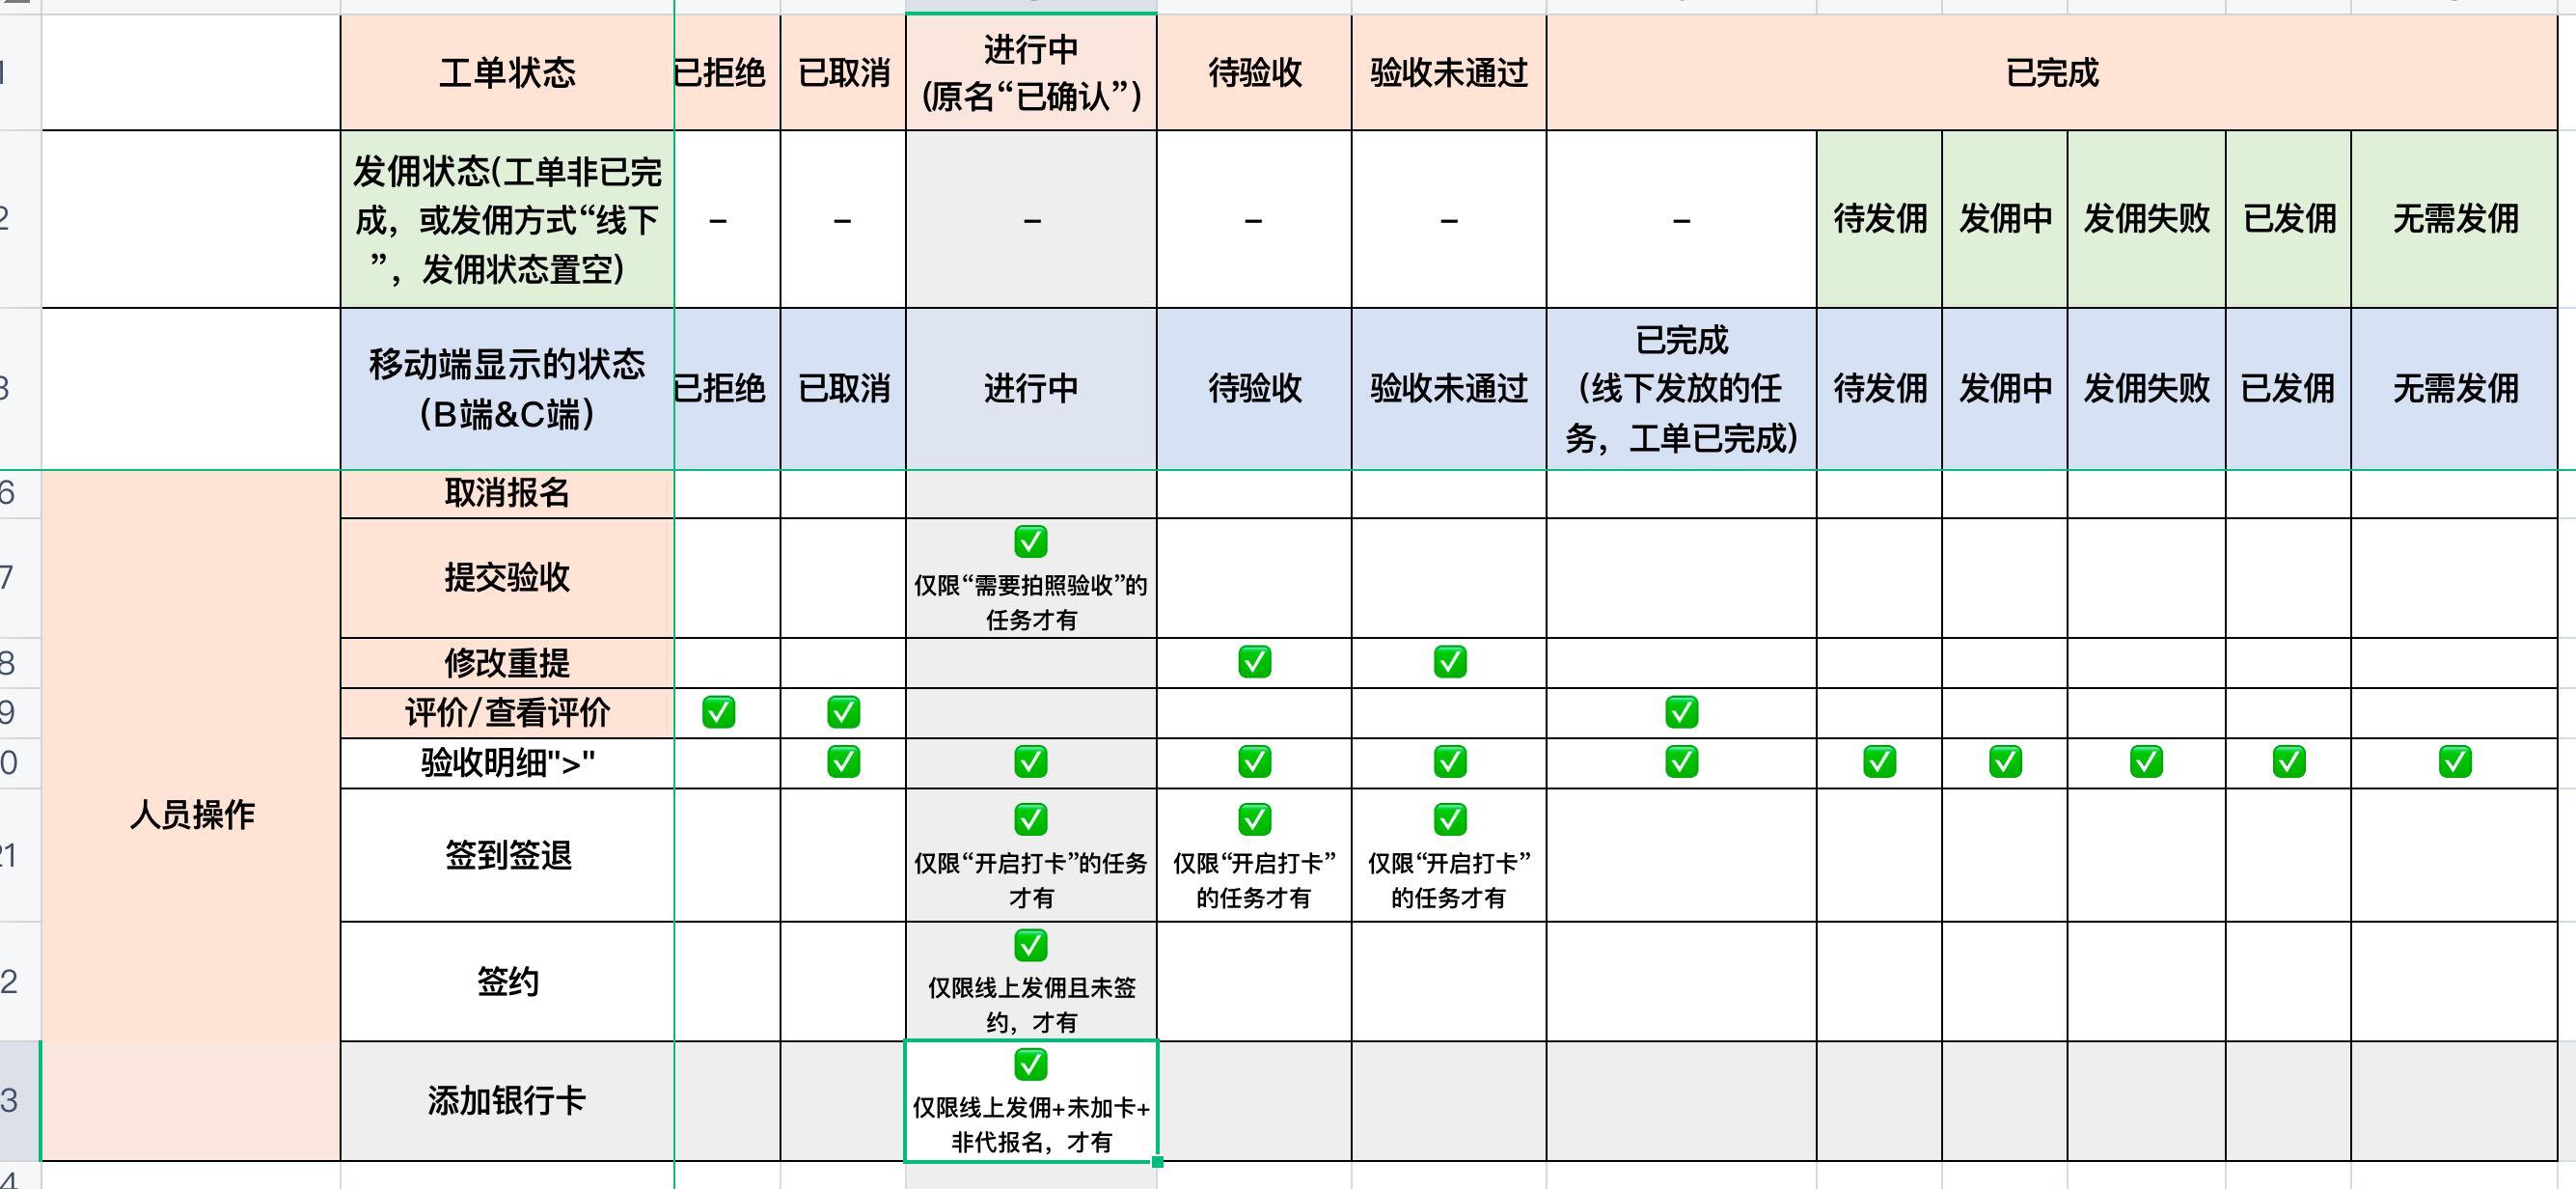 工单状态
已拒绝
已取消
进行中
(原名“已确认”)
待验收
验收未通过
已完成
发佣状态(工单非已完
成，或发佣方式“线下
”，发佣状态置空)
–
–
–
–
–
–
待发佣
发佣中
发佣失败
已发佣
无需发佣
移动端显示的状态
（B端&C端）
已拒绝
已取消
进行中
待验收
验收未通过
已完成
（线下发放的任
务，工单已完成)
待发佣
发佣中
发佣失败
已发佣
无需发佣
人员操作
取消报名
提交验收
✅
仅限“需要拍照验收”的
任务才有
修改重提
✅
✅
评价/查看评价
✅
✅
✅
验收明细">"
✅
✅
✅
✅
✅
✅
✅
✅
✅
✅
签到签退
✅
仅限“开启打卡”的任务
才有
✅
仅限“开启打卡”
的任务才有
✅
仅限“开启打卡”
的任务才有
签约
✅
仅限线上发佣且未签
约，才有
添加银行卡
✅
仅限线上发佣+未加卡+
非代报名，才有